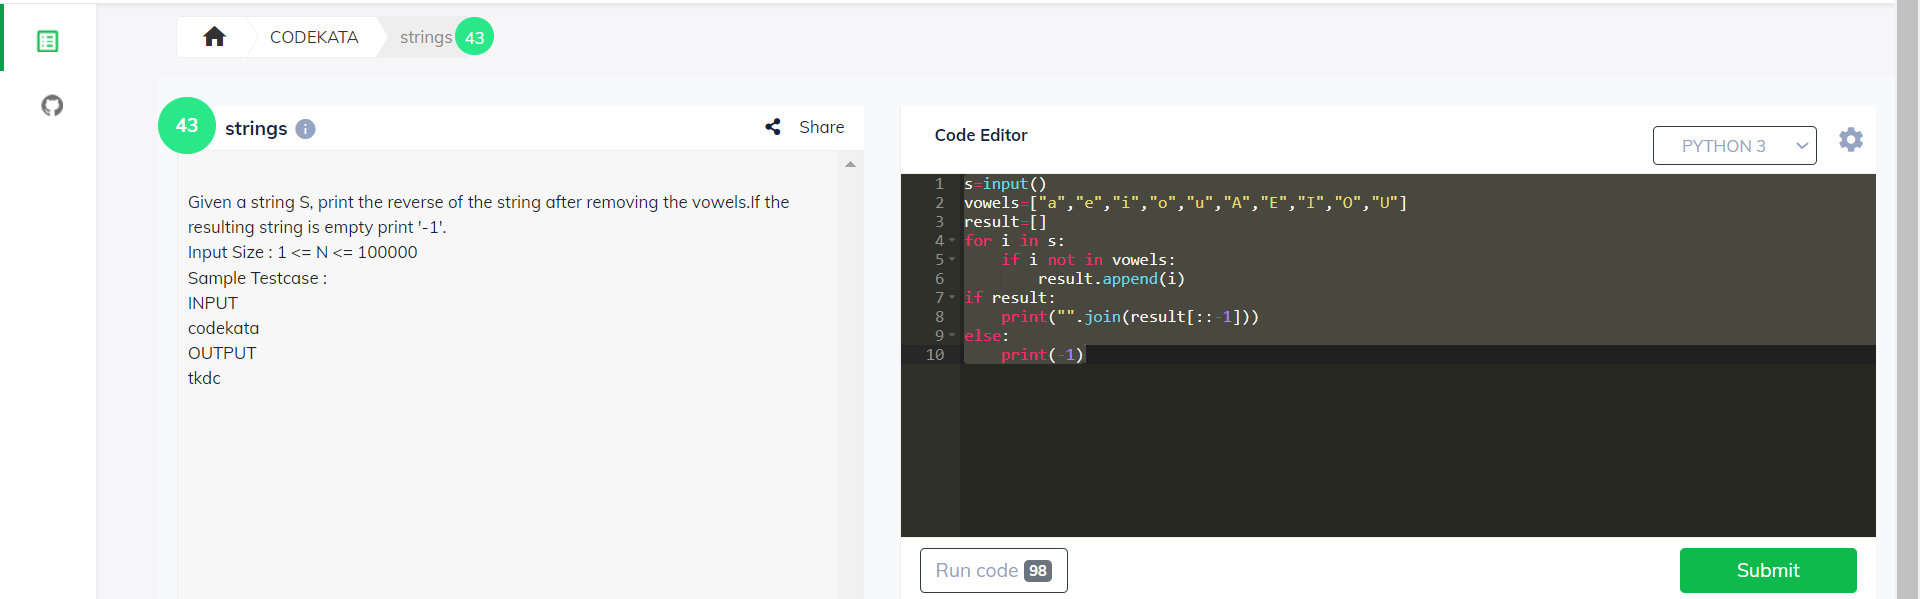 CODEKATA
strings 43
43
strings
Share
Given a string S, print the reverse of the string after removing the vowels.If the
resulting string is empty print '-1'.
Input Size : 1 <= N <= 100000
Sample Testcase :
INPUT
codekata
OUTPUT
tkdc
Code Editor
PYTHON 3
1 s=input()
2 vowels=["a","e","i","o","u","A","E","I","O","U"]
3 result=[]
4 for i in s:
5     if i not in vowels:
6         result.append(i)
7 if result:
8     print("".join(result[::-1]))
9 else:
10     print(-1)
Run code 98
Submit